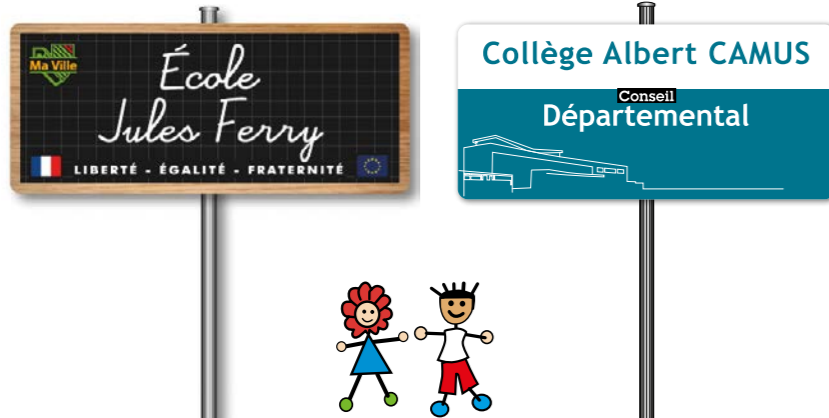 Ma Ville
École
Jules Ferry
LIBERTÉ - ÉGALITÉ - FRATERNITÉ
Collège Albert CAMUS
Conseil
Départemental